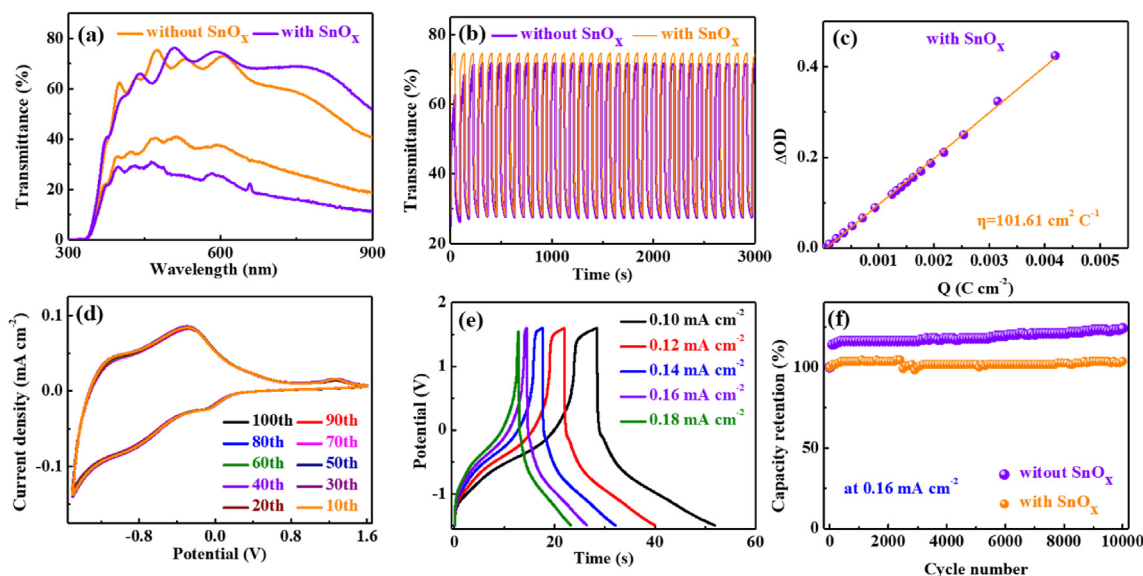 (a)
without SnOx
with SnOx
Transmittance (%)
80
60
40
20
0
300
600
900
Wavelength (nm)
(b)
without SnOx
with SnOx
Transmittance (%)
80
60
40
20
0
500
1000
1500
2000
2500
3000
Time (s)
(c)
with SnOx
ΔOD
0.4
0.2
0.0
0.001
0.002
0.003
0.004
0.005
Q (C cm-2)
η=101.61 cm2 C-1
(d)
Current density (mA cm-2)
0.1
0.0
-0.1
100th
90th
80th
70th
60th
50th
40th
30th
20th
10th
-0.8
0.0
0.8
1.6
Potential (V)
(e)
Potential (V)
2
1
0
-1
0.10 mA cm-2
0.12 mA cm-2
0.14 mA cm-2
0.16 mA cm-2
0.18 mA cm-2
0
20
40
60
Time (s)
(f)
Capacity retention (%)
100
50
0
at 0.16 mA cm-2
witout SnOx
with SnOx
0
2000
4000
6000
8000
10000
Cycle number